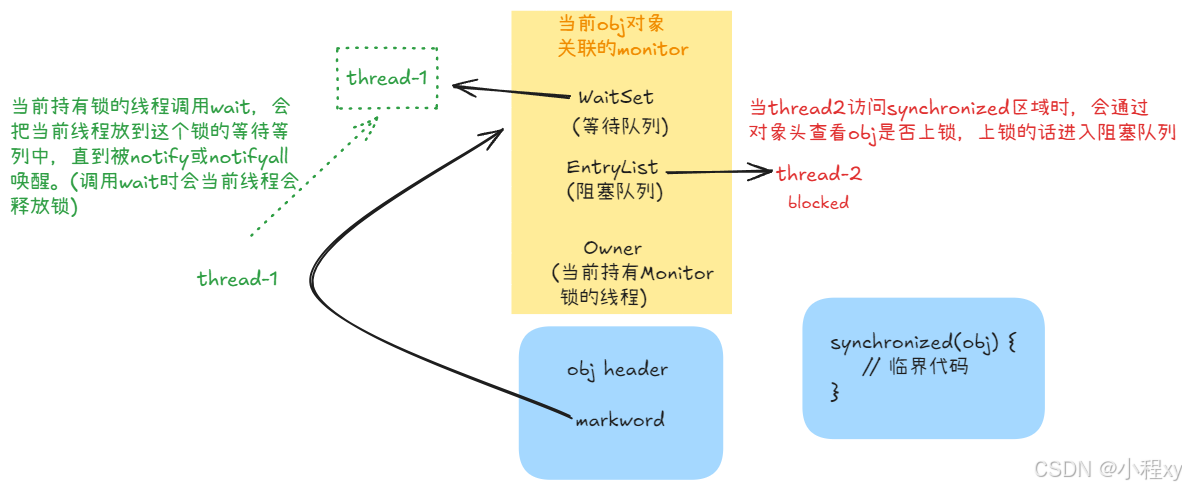 当前obj对象
关联的monitor
thread-1
WaitSet
(等待队列)
当前持有锁的线程调用wait，会
把当前线程放到这个锁的等待等
列中，直到被notify或notifyall
唤醒。(调用wait时会当前线程会
释放锁)
当thread2访问synchronized区域时，会通过
对象头查看obj是否上锁，上锁的话进入阻塞队列
EntryList
(阻塞队列)
thread-2
blocked
thread-1
Owner
(当前持有Monitor
锁的线程)
obj header
markword
synchronized(obj) {
// 临界代码
}
CSDN @小程xy